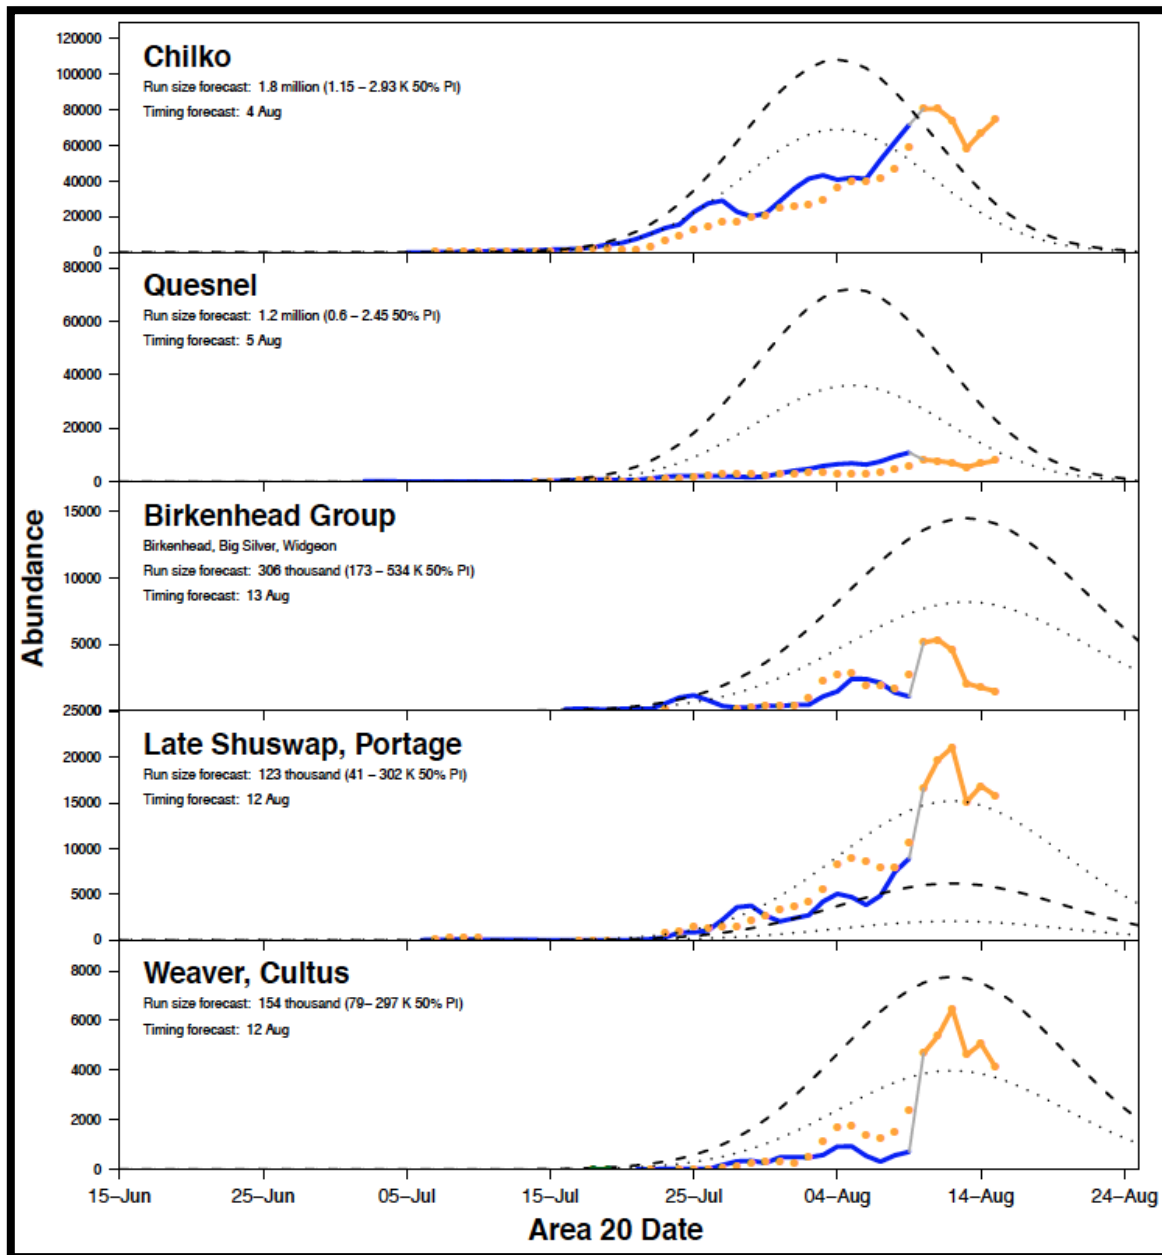 Abundance
120000
100000
80000
60000
40000
20000
0
Chilko
Run size forecast: 1.8 million (1.15 – 2.93 K 50% PI)
Timing forecast: 4 Aug
80000
60000
40000
20000
0
Quesnel
Run size forecast: 1.2 million (0.6 – 2.45 50% PI)
Timing forecast: 5 Aug
15000
10000
5000
0
Birkenhead Group
Birkenhead, Big Silver, Widgeon
Run size forecast: 306 thousand (173 – 534 K 50% PI)
Timing forecast: 13 Aug
25000
20000
15000
10000
5000
0
Late Shuswap, Portage
Run size forecast: 123 thousand (41 – 302 K 50% PI)
Timing forecast: 12 Aug
8000
6000
4000
2000
0
Weaver, Cultus
Run size forecast: 154 thousand (79– 297 K 50% PI)
Timing forecast: 12 Aug
15–Jun 25–Jun 05–Jul 15–Jul 25–Jul 04–Aug 14–Aug 24–Aug
Area 20 Date